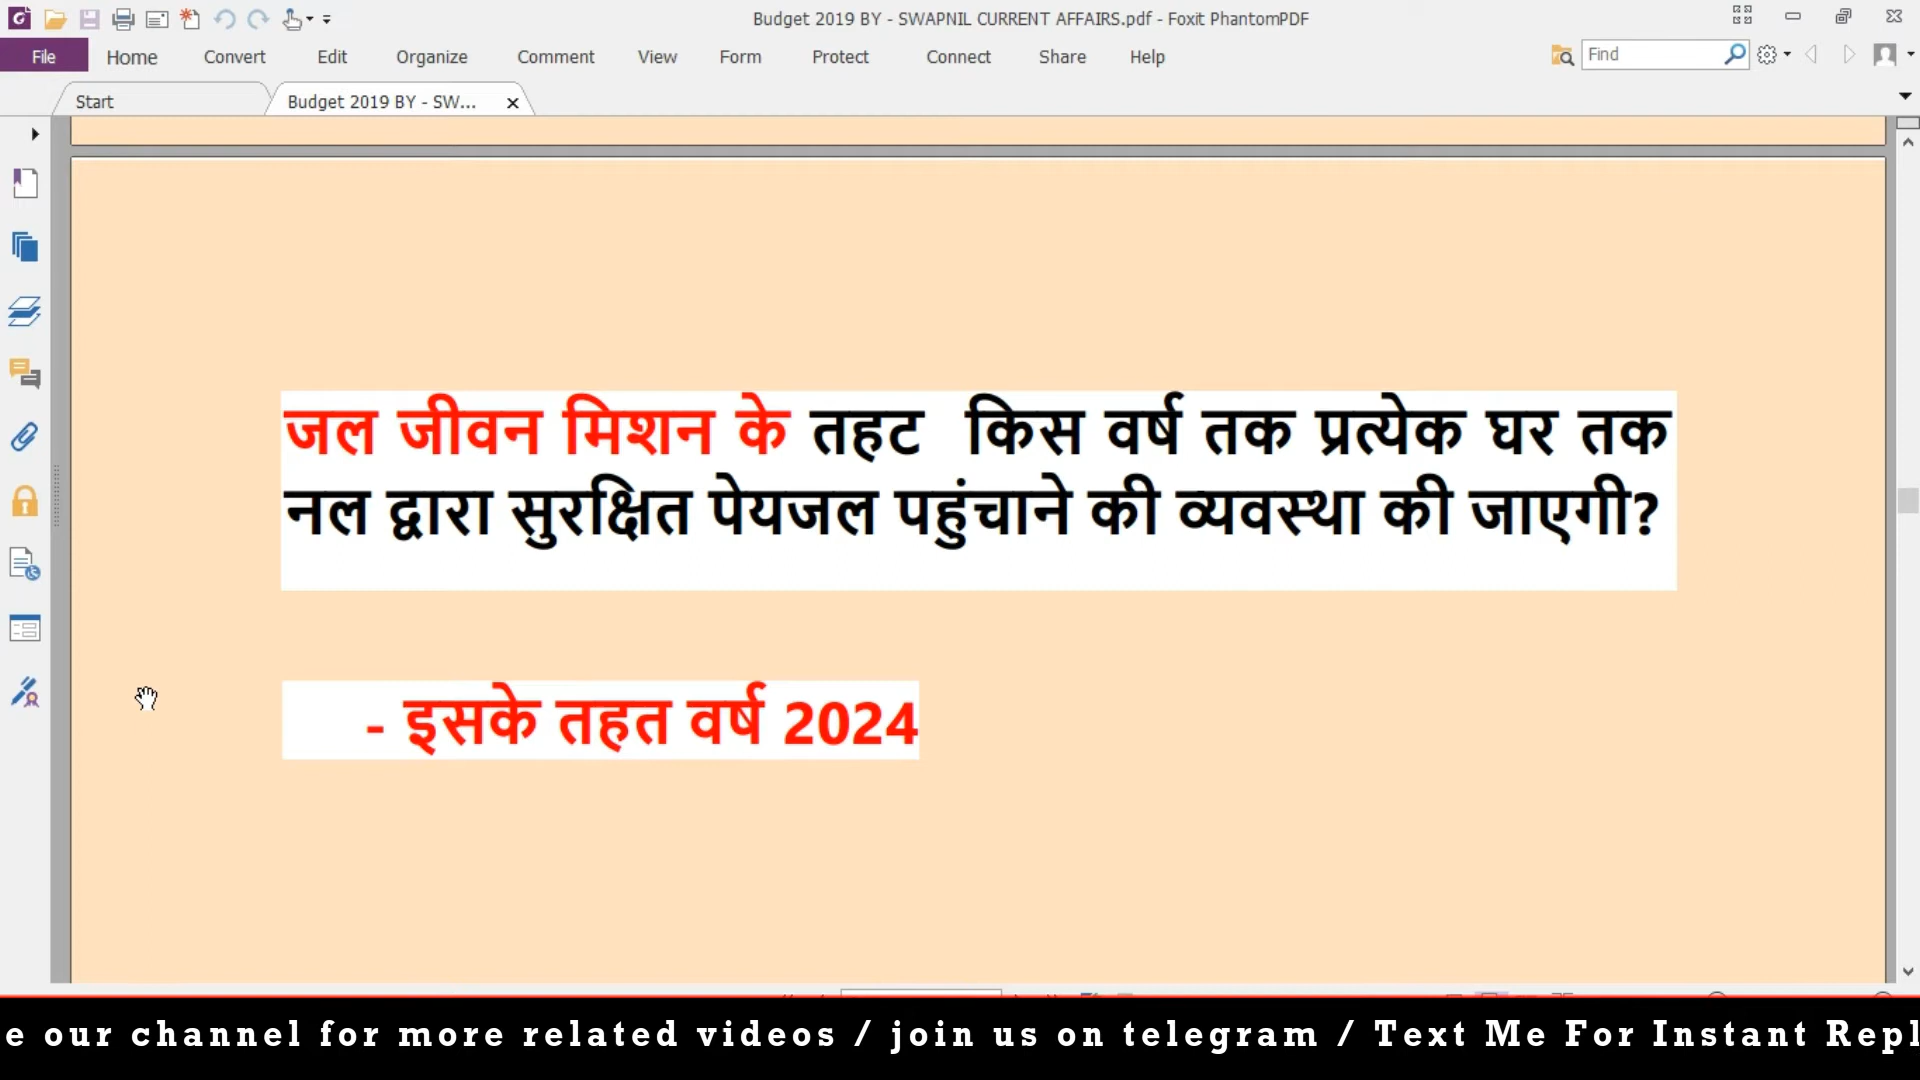 Budget 2019 BY - SWAPNIL CURRENT AFFAIRS.pdf - Foxit PhantomPDF
File Home Convert Edit Organize Comment View Form Protect Connect Share Help Find
Start Budget 2019 BY - SW...
जल जीवन मिशन के तहट किस वर्ष तक प्रत्येक घर तक
नल द्वारा सुरक्षित पेयजल पहुंचाने की व्यवस्था की जाएगी?
- इसके तहत वर्ष 2024
e our channel for more related videos / join us on telegram / Text Me For Instant Repl